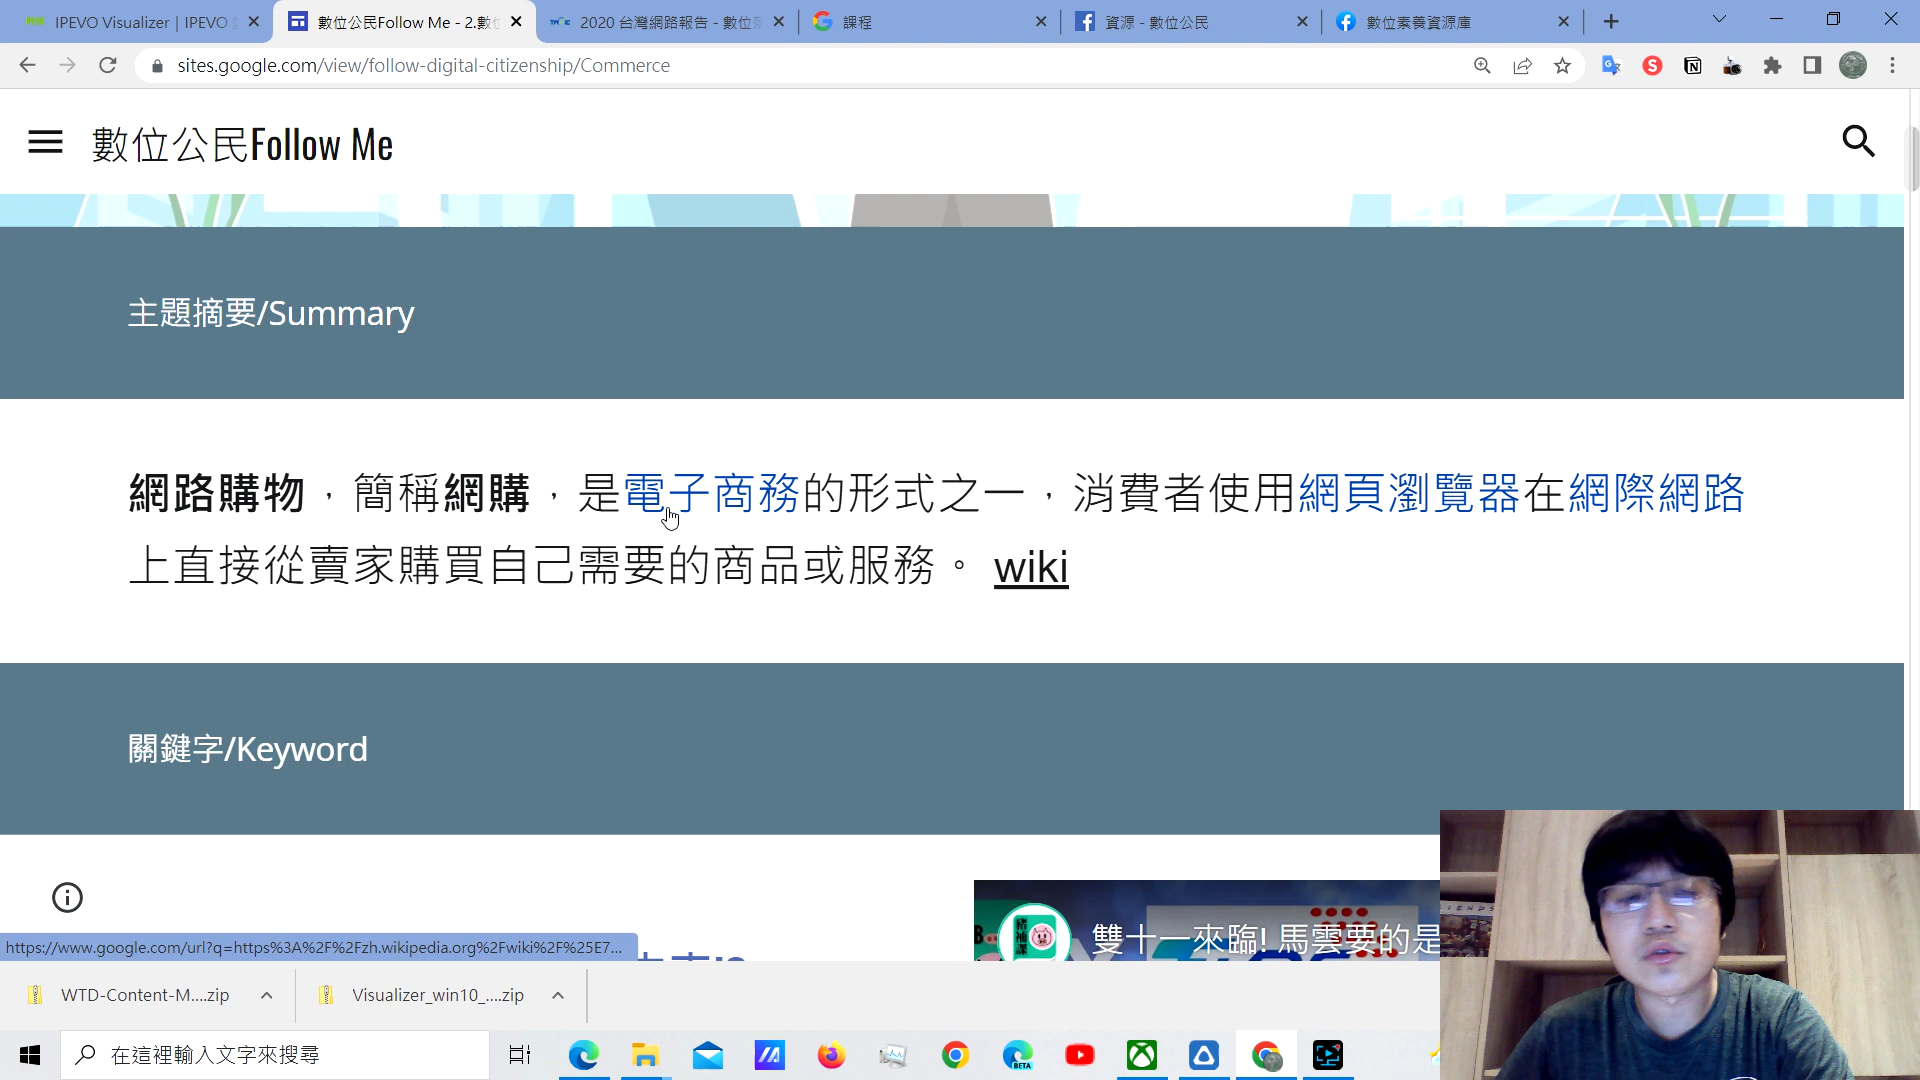 IPEVO Visualizer | IPEVO
數位公民Follow Me - 2.數位
2020 台灣網路報告 - 數位
課程
資源 - 數位公民
數位素養資源庫
sites.google.com/view/follow-digital-citizenship/Commerce
數位公民Follow Me
主題摘要/Summary
網路購物，簡稱網購，是電子商務的形式之一，消費者使用網頁瀏覽器在網際網路
上直接從賣家購買自己需要的商品或服務。 wiki
關鍵字/Keyword
豬補課
雙十一來臨! 馬雲要的是
https://www.google.com/url?q=https%3A%2F%2Fzh.wikipedia.org%2Fwiki%2F%25E7...
WTD-Content-M....zip
Visualizer_win10_....zip
在這裡輸入文字來搜尋
BETA